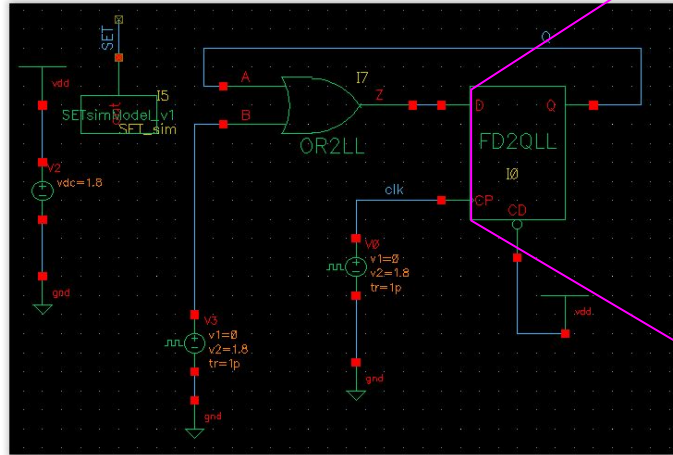 SET
vdd
I5
out
SETsimModel_v1
SET_sim
V2
vdc=1.8
gnd
A
B
I7
Z
OR2LL
Q
D
Q
FD2QLL
I0
CP
CD
clk
V0
v1=0
v2=1.8
tr=1p
gnd
vdd
V3
v1=0
v2=1.8
tr=1p
gnd